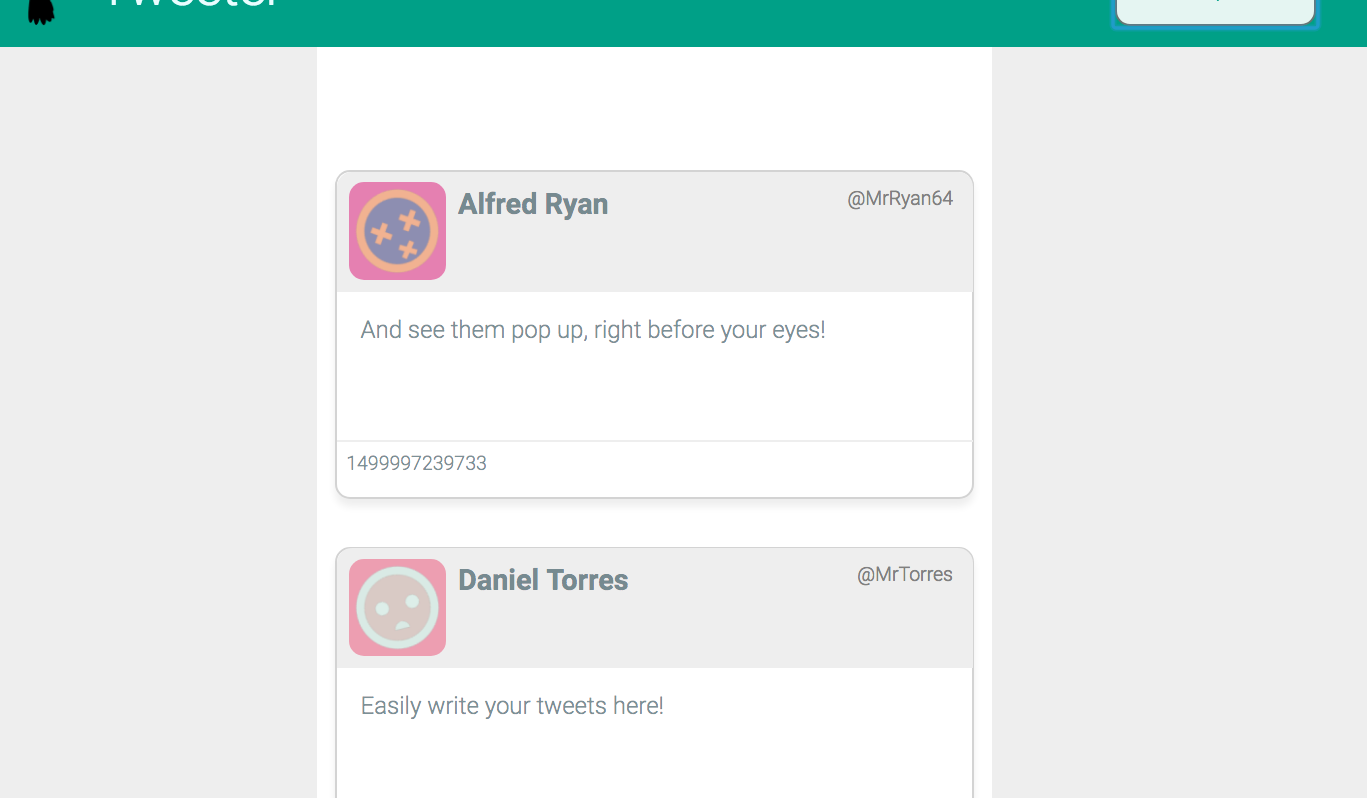 Tweeter
Alfred Ryan
@MrRyan64
And see them pop up, right before your eyes!
1499997239733
Daniel Torres
@MrTorres
Easily write your tweets here!